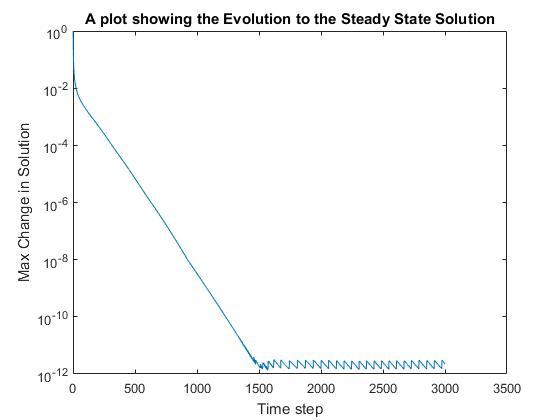 A plot showing the Evolution to the Steady State Solution
10^0
10^-2
10^-4
10^-6
10^-8
10^-10
10^-12
Max Change in Solution
0 500 1000 1500 2000 2500 3000 3500
Time step